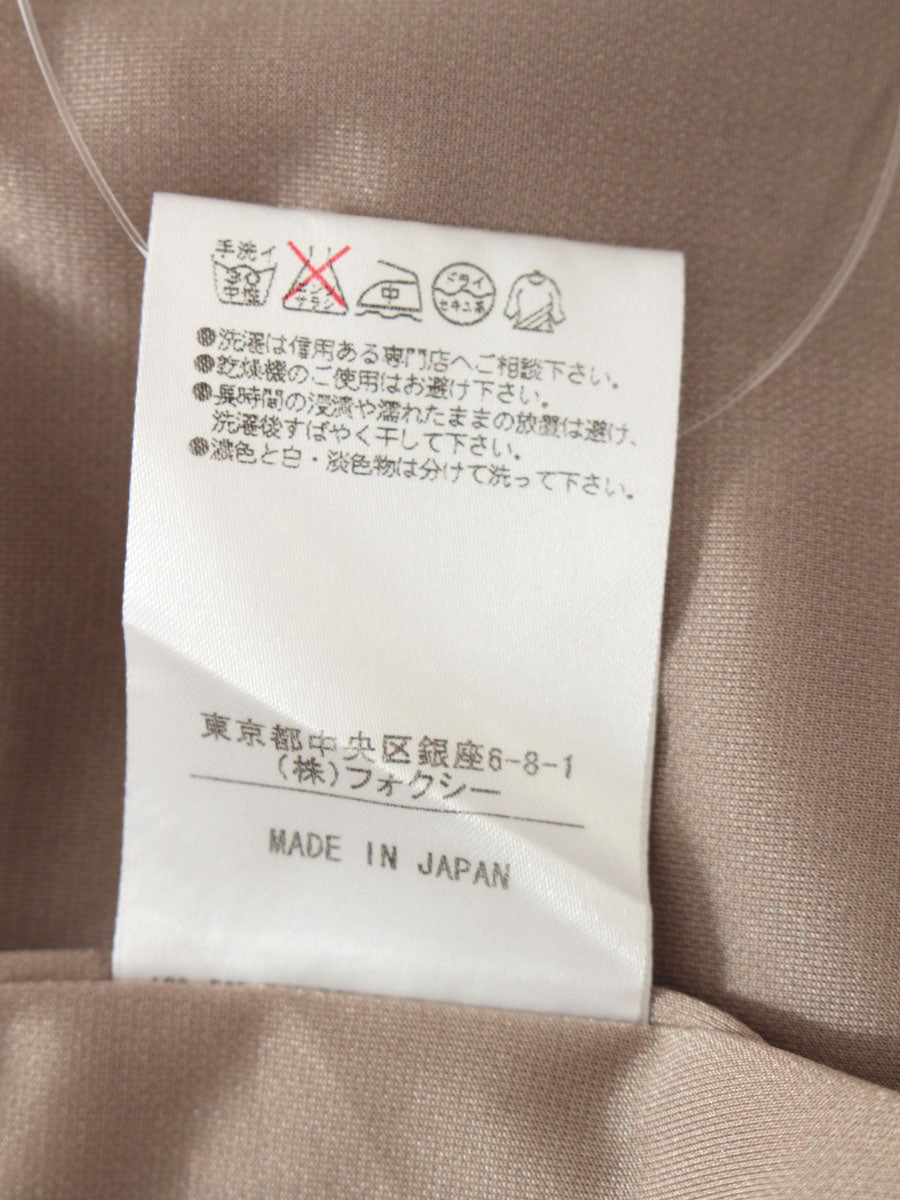 手洗イ
30
中性
エンソ
サラシ
中
ドライ
セキユ系
●洗濯は信用ある専門店へご相談下さい。
●乾燥機のご使用はお避け下さい。
●長時間の浸漬や濡れたままの放置は避け、
洗濯後すばやく干して下さい。
●濃色と白・淡色物は分けて洗って下さい。
東京都中央区銀座6-8-1
(株)フォクシー
MADE IN JAPAN